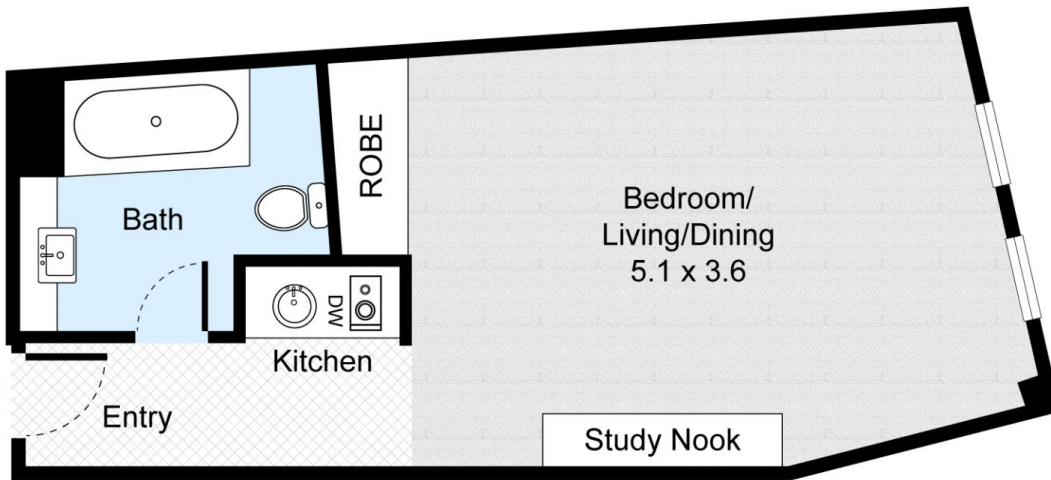 ROBE
Bath
Bedroom/
Living/Dining
5.1 x 3.6
DW
Kitchen
Entry
Study Nook